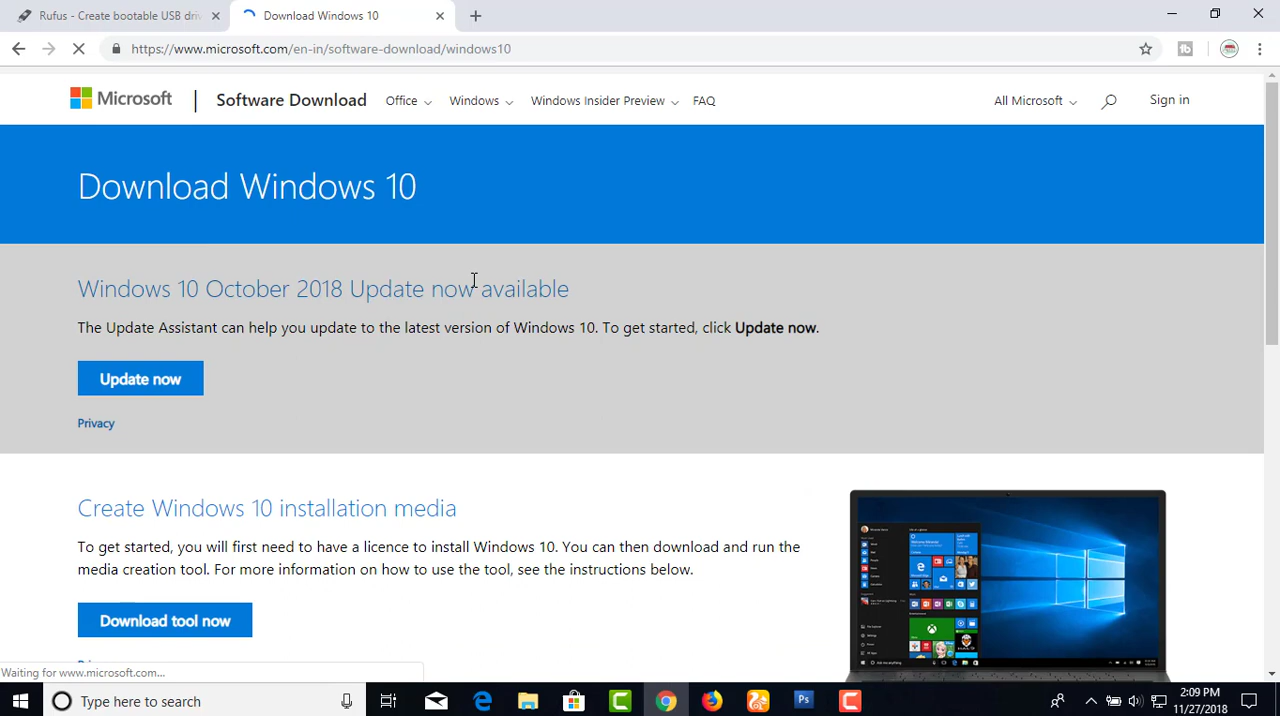 Rufus - Create bootable USB driv
Download Windows 10
https://www.microsoft.com/en-in/software-download/windows10
Microsoft
Software Download
Office
Windows
Windows Insider Preview
FAQ
All Microsoft
Sign in
Download Windows 10
Windows 10 October 2018 Update now available
The Update Assistant can help you update to the latest version of Windows 10. To get started, click Update now.
Update now
Privacy
Create Windows 10 installation media
To get started, you will first need to have a licence to install Windows 10. You can then download and run the
media creation tool. For more information on how to use the tool, see the instructions below.
Download tool now
Waiting for www.microsoft.com...
Type here to search
Ps
2:09 PM
11/27/2018